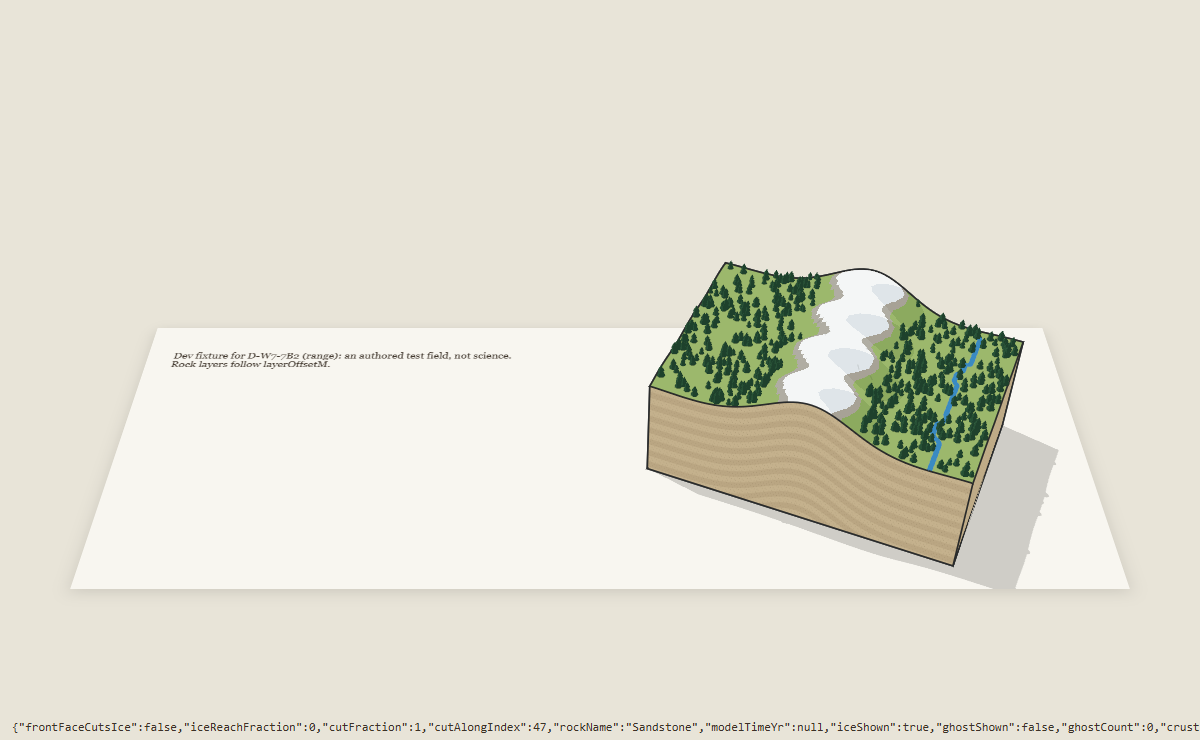 Dev fixture for D-W7-7B2 (range): an authored test field, not science.
Rock layers follow layerOffsetM.
{"frontFaceCutsIce":false,"iceReachFraction":0,"cutFraction":1,"cutAlongIndex":47,"rockName":"Sandstone","modelTimeYr":null,"iceShown":true,"ghostShown":false,"ghostCount":0,"crust